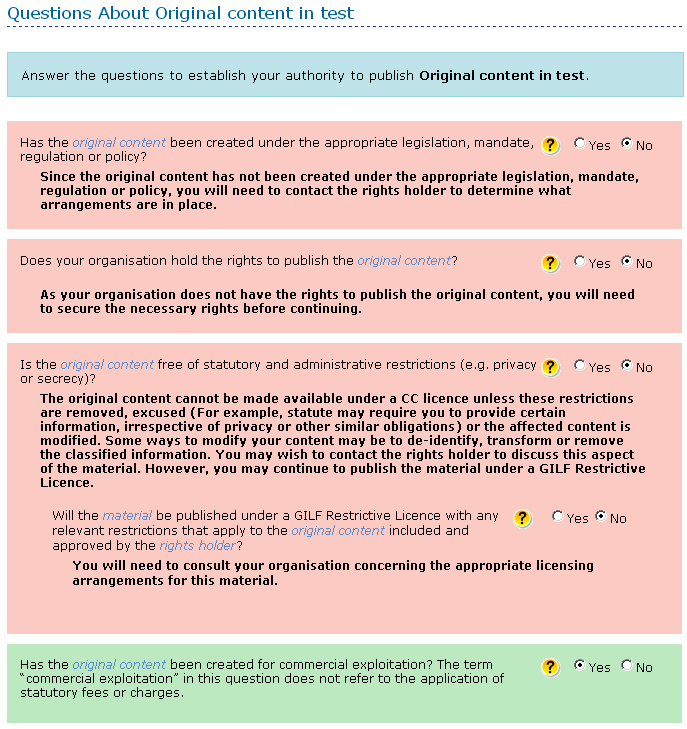 Questions About Original content in test
Answer the questions to establish your authority to publish Original content in test.
Has the original content been created under the appropriate legislation, mandate, ? Yes No
regulation or policy?
Since the original content has not been created under the appropriate legislation, mandate,
regulation or policy, you will need to contact the rights holder to determine what
arrangements are in place.
Does your organisation hold the rights to publish the original content? ? Yes No
As your organisation does not have the rights to publish the original content, you will need
to secure the necessary rights before continuing.
Is the original content free of statutory and administrative restrictions (e.g. privacy ? Yes No
or secrecy)?
The original content cannot be made available under a CC licence unless these restrictions
are removed, excused (For example, statute may require you to provide certain
information, irrespective of privacy or other similar obligations) or the affected content is
modified. Some ways to modify your content may be to de-identify, transform or remove
the classified information. You may wish to contact the rights holder to discuss this aspect
of the material. However, you may continue to publish the material under a GILF Restrictive
Licence.
Will the material be published under a GILF Restrictive Licence with any ? Yes No
relevant restrictions that apply to the original content included and
approved by the rights holder?
You will need to consult your organisation concerning the appropriate licensing
arrangements for this material.
Has the original content been created for commercial exploitation? The term ? Yes No
“commercial exploitation” in this question does not refer to the application of
statutory fees or charges.